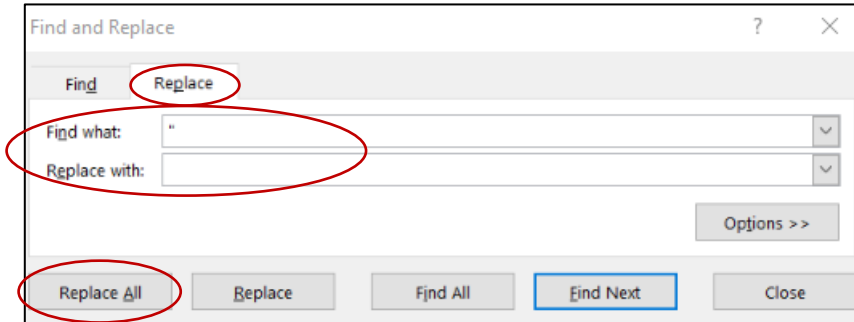 Find and Replace ?
Find Replace
Find what: “
Replace with:
Options >>
Replace All Replace Find All Find Next Close